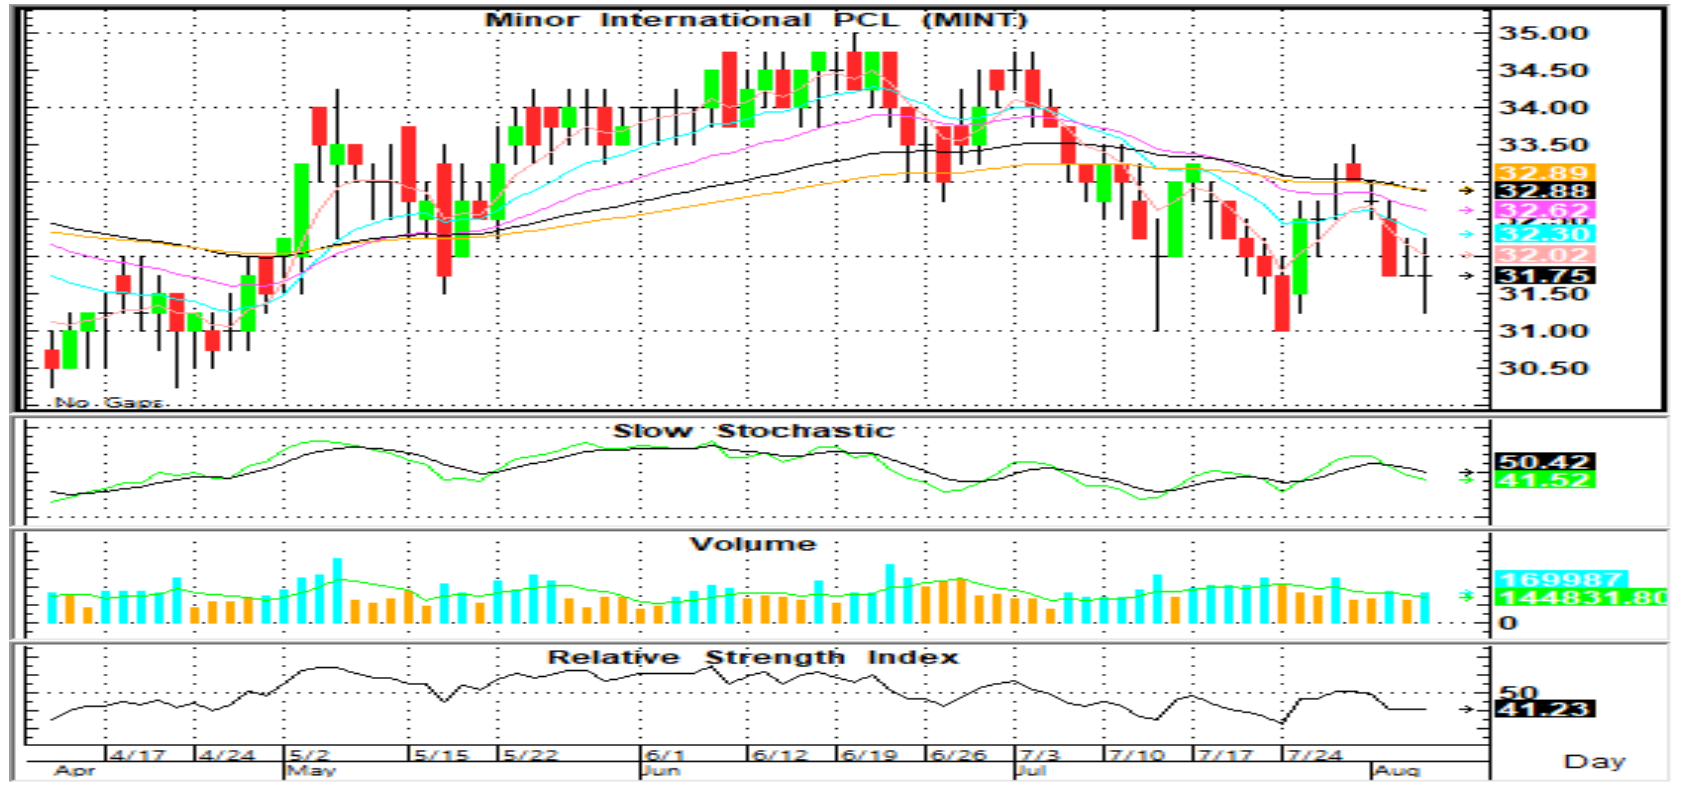 Minor International PCL (MINT)
35.00
34.50
34.00
33.50
32.89
32.88
32.62
32.30
32.02
31.75
31.50
31.00
30.50
No Gaps
Slow Stochastic
50.42
41.52
Volume
169987
144831.80
0
Relative Strength Index
50
41.23
4/17 4/24 5/2 5/15 5/22 6/1 6/12 6/19 6/26 7/3 7/10 7/17 7/24
Apr May Jun Jul Aug
Day